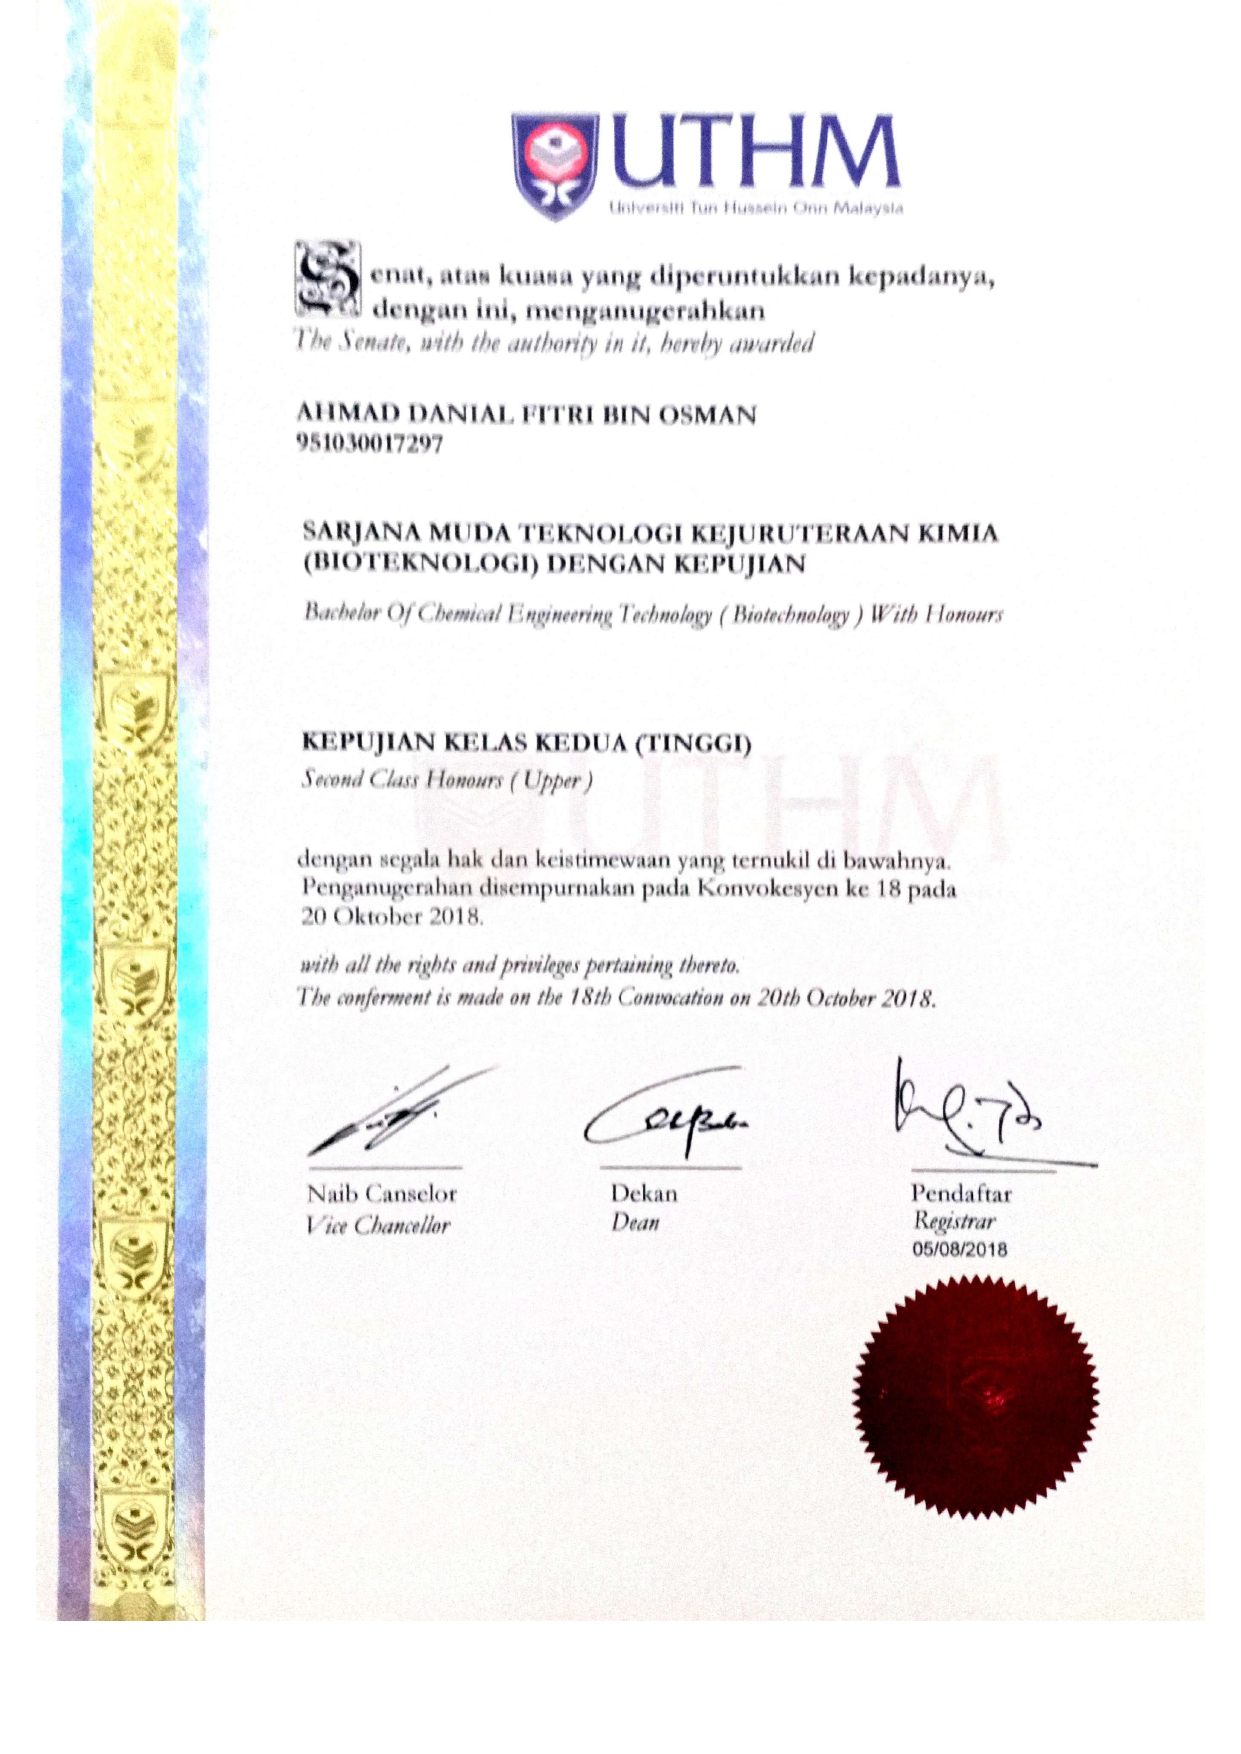 UTHM
Universiti Tun Hussein Onn Malaysia
Senat, atas kuasa yang diperuntukkan kepadanya,
dengan ini, menganugerahkan
The Senate, with the authority in it, hereby awarded
AHMAD DANIAL FITRI BIN OSMAN
951030017297
SARJANA MUDA TEKNOLOGI KEJURUTERAAN KIMIA
(BIOTEKNOLOGI) DENGAN KEPUJIAN
Bachelor Of Chemical Engineering Technology ( Biotechnology ) With Honours
KEPUJIAN KELAS KEDUA (TINGGI)
Second Class Honours ( Upper )
UTHM
dengan segala hak dan keistimewaan yang ternukil di bawahnya.
Penganugerahan disempurnakan pada Konvokesyen ke 18 pada
20 Oktober 2018.
with all the rights and privileges pertaining thereto.
The conferment is made on the 18th Convocation on 20th October 2018.
Naib Canselor Dekan Pendaftar
Vice Chancellor Dean Registrar
05/08/2018